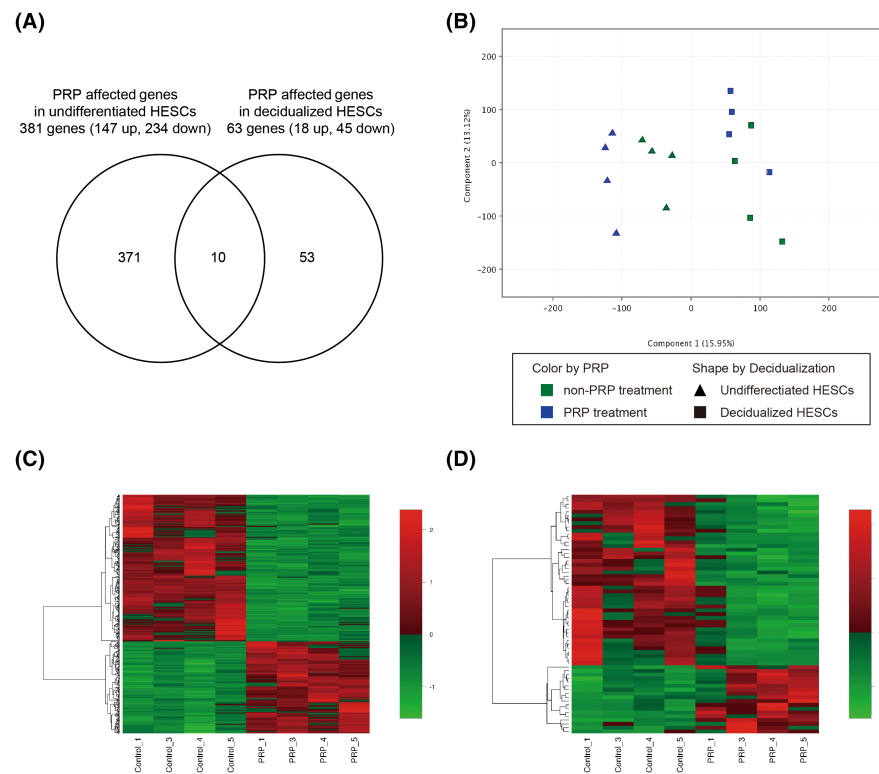 (A)
PRP affected genes
in undifferentiated HESCs
381 genes (147 up, 234 down)
PRP affected genes
in decidualized HESCs
63 genes (18 up, 45 down)
371
10
53
(B)
Component 2 (13.12%)
200
100
0
−100
−200
−200
−100
0
100
200
Component 1 (15.95%)
Color by PRP
non-PRP treatment
PRP treatment
Shape by Decidualization
Undifferectiated HESCs
Decidualized HESCs
(C)
2
1
0
-1
Control_1
Control_3
Control_4
Control_5
PRP_1
PRP_3
PRP_4
PRP_5
(D)
Control_1
Control_3
Control_4
Control_5
PRP_1
PRP_3
PRP_4
PRP_5